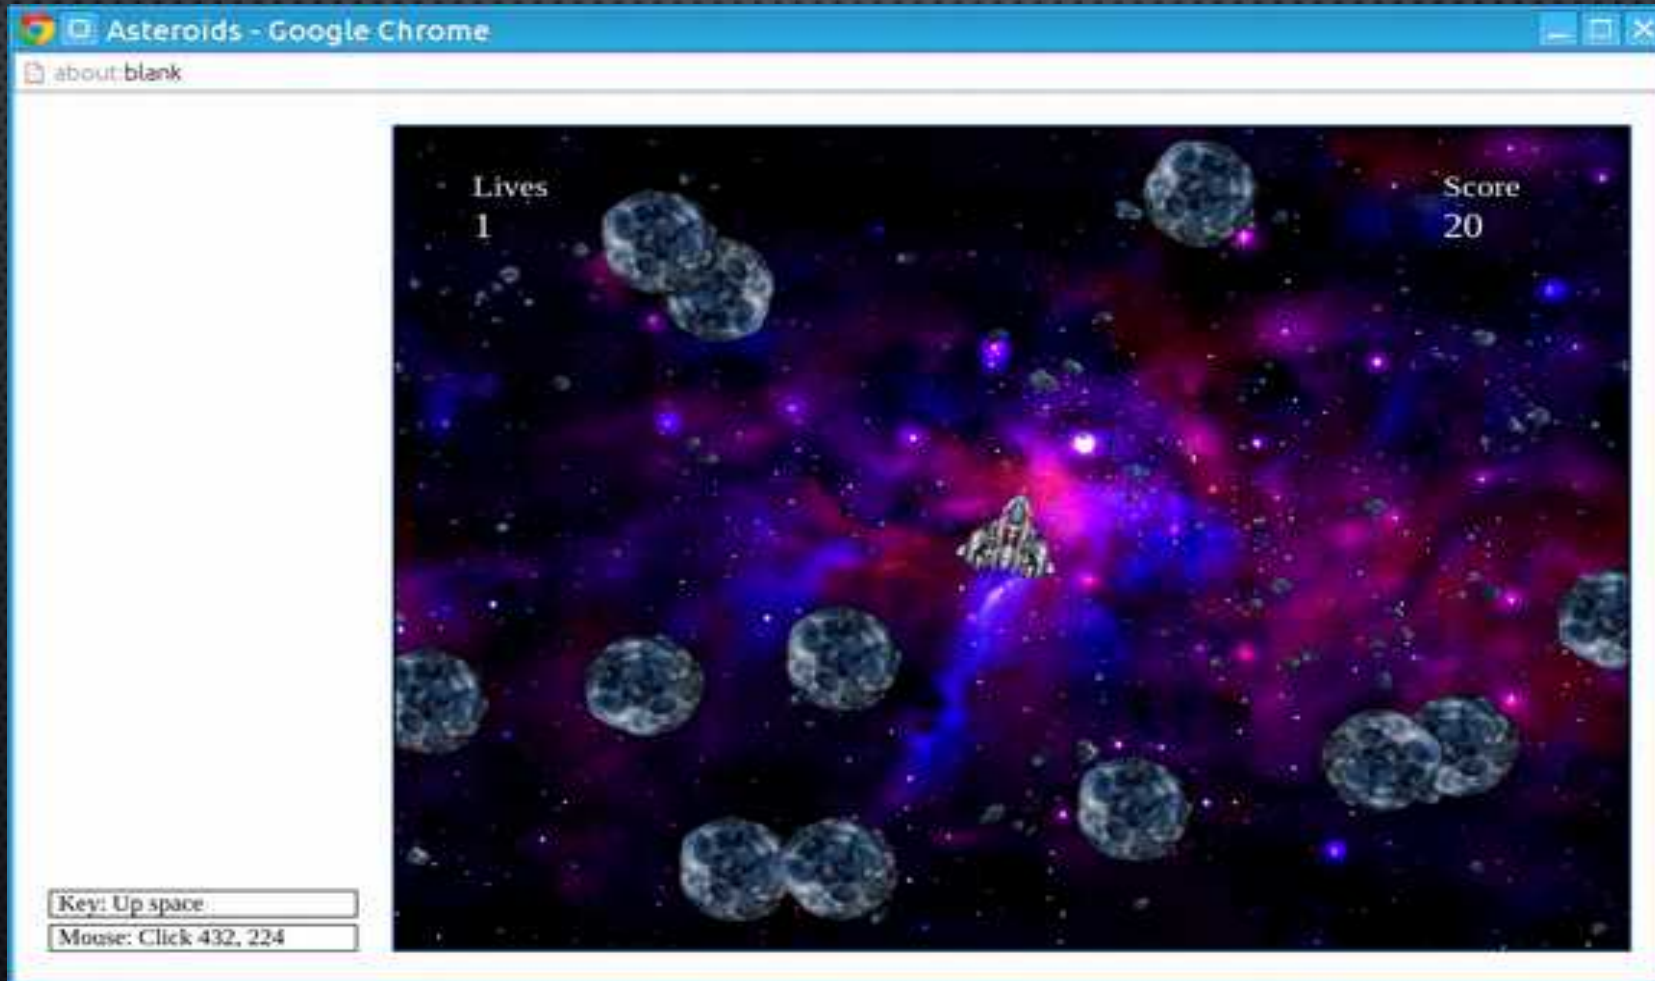 Asteroids - Google Chrome
about:blank
Lives
1
Score
20
Key: Up space
Mouse: Click 432, 224